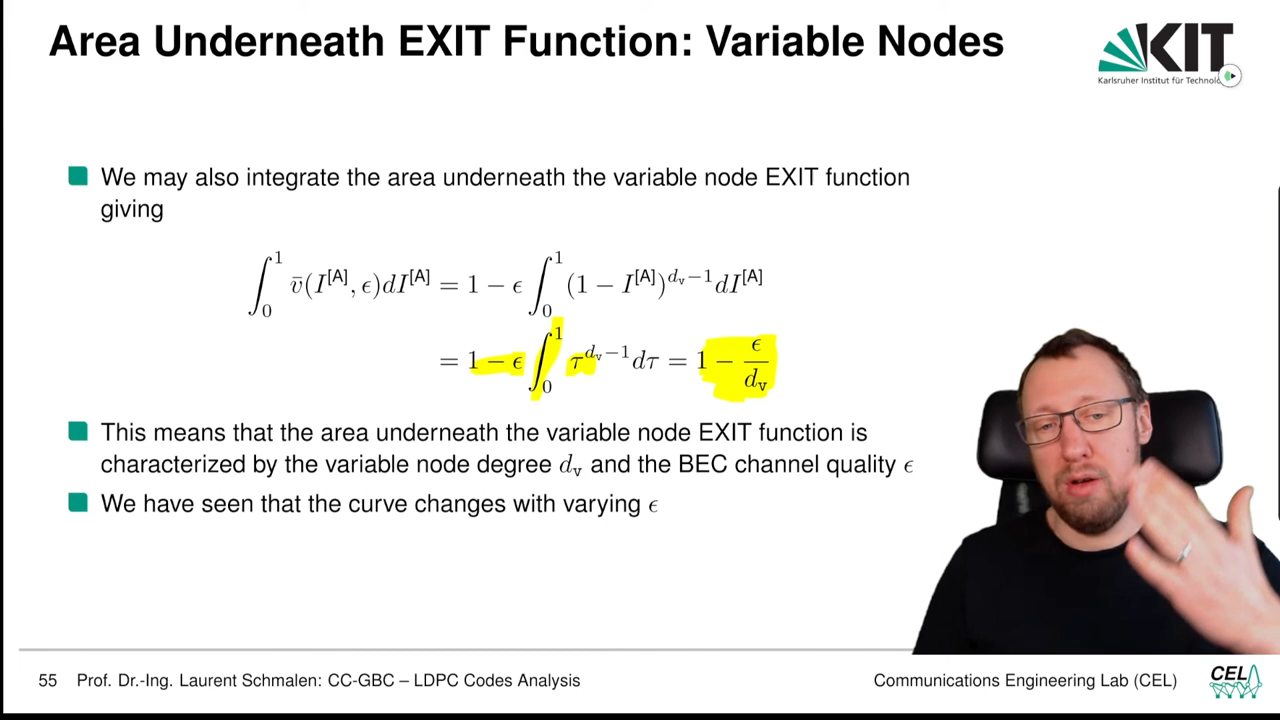 Area Underneath EXIT Function: Variable Nodes
KIT
Karlsruher Institut für
We may also integrate the area underneath the variable node EXIT function
giving
∫₀¹ v̄(I^[A], ϵ)dI^[A] = 1 − ϵ ∫₀¹ (1 − I^[A])^{d_v−1} dI^[A]
= 1 − ϵ ∫₀¹ τ^{d_v−1} dτ = 1 − ϵ/d_v
This means that the area underneath the variable node EXIT function is
characterized by the variable node degree d_v and the BEC channel quality ϵ
We have seen that the curve changes with varying ϵ
55 Prof. Dr.-Ing. Laurent Schmalen: CC-GBC – LDPC Codes Analysis
Communications Engineering Lab (CEL)
CEL